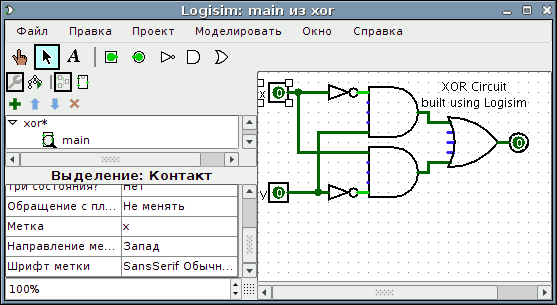 Logisim: main из xor
Файл Правка Проект Моделировать Окно Справка
A
xor*
main
Выделение: Контакт
Три состояния? Нет
Обращение с пл... Не менять
Метка x
Направление ме... Запад
Шрифт метки SansSerif Обычн...
100%
x 0
XOR Circuit
built using Logisim
0
y 0